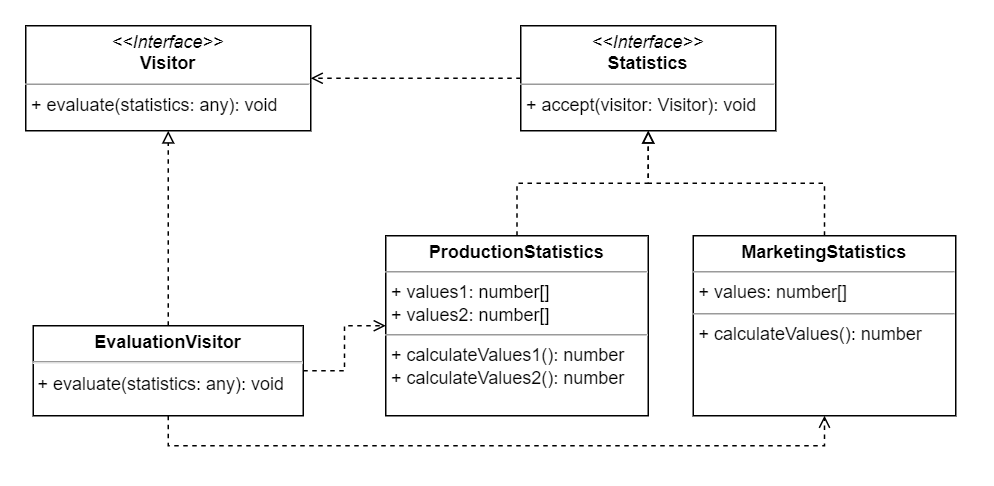 <<Interface>>
Visitor
+ evaluate(statistics: any): void
<<Interface>>
Statistics
+ accept(visitor: Visitor): void
ProductionStatistics
+ values1: number[]
+ values2: number[]
+ calculateValues1(): number
+ calculateValues2(): number
MarketingStatistics
+ values: number[]
+ calculateValues(): number
EvaluationVisitor
+ evaluate(statistics: any): void